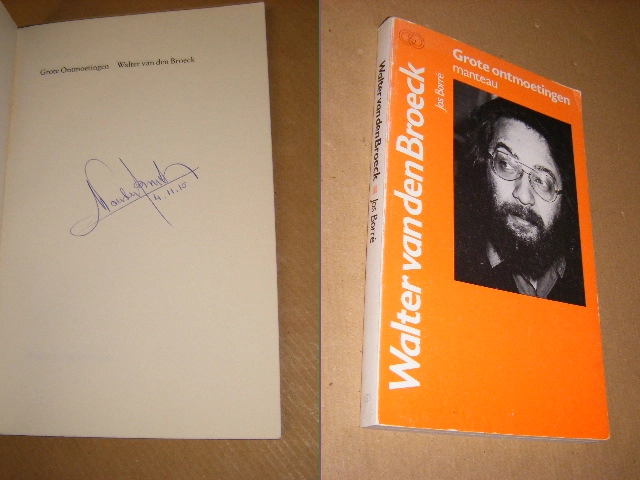 Grote Ontmoetingen Walter van den Broeck
4.11.10
Walter van den Broeck Jos Borré
Walter van den Broeck
Jos Borré
Grote ontmoetingen
manteau